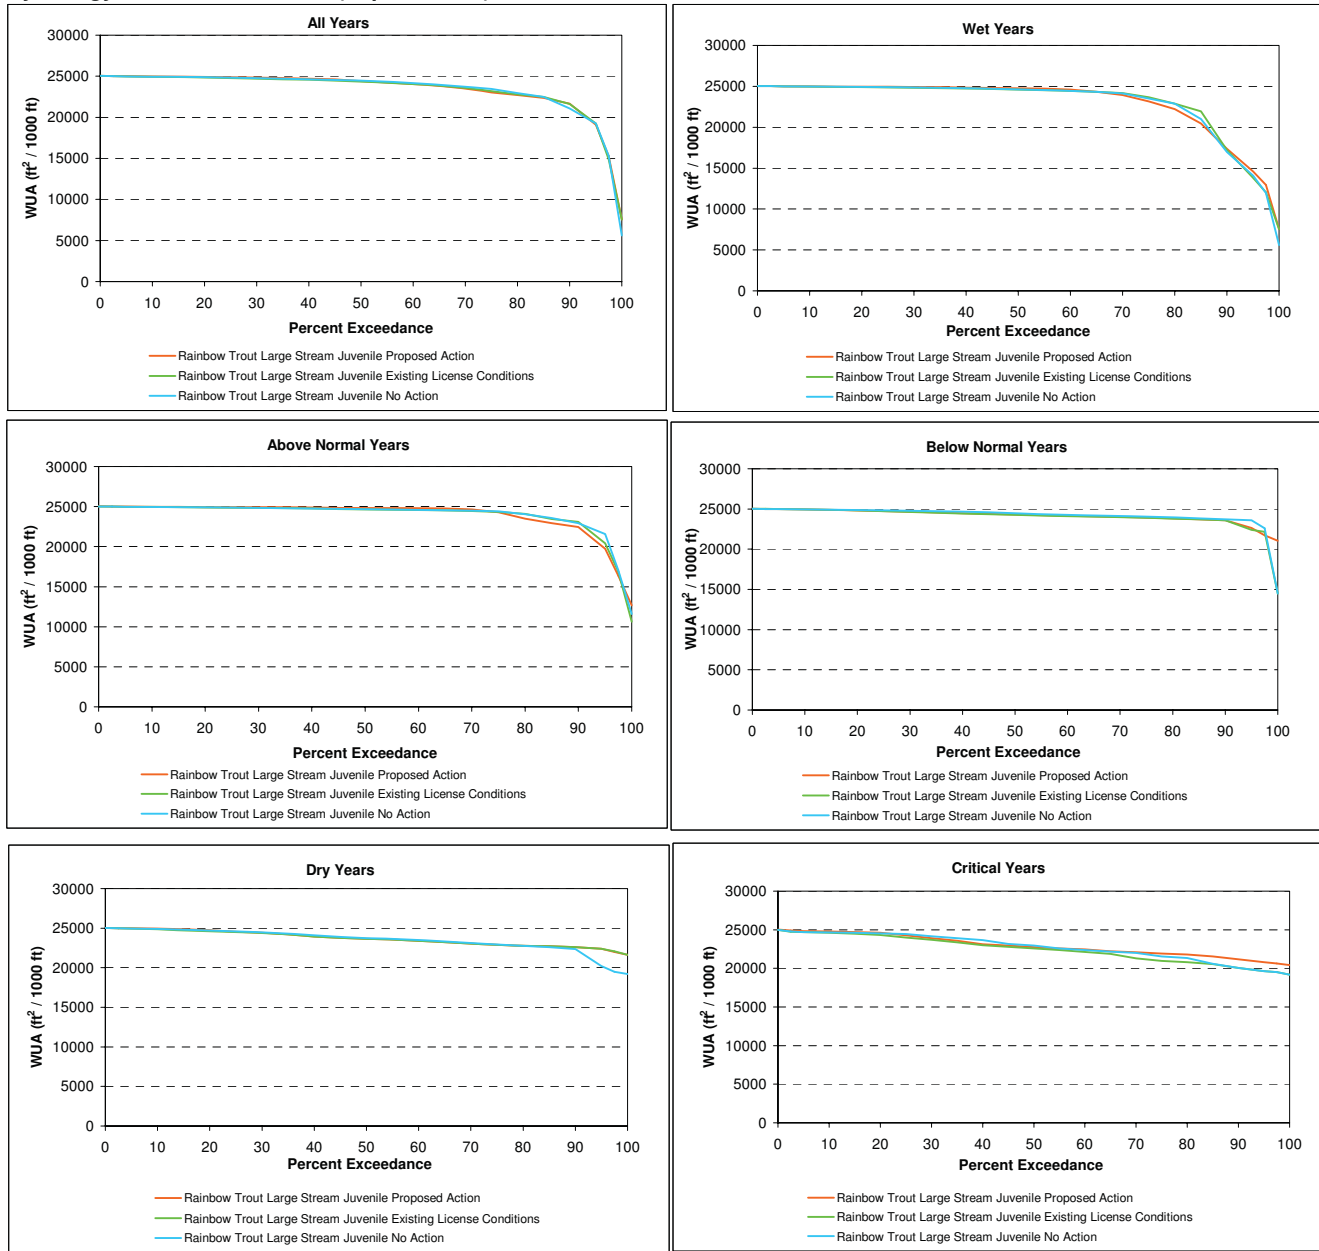 All Years
30000
25000
20000
15000
10000
5000
0
WUA (ft² / 1000 ft)
0 10 20 30 40 50 60 70 80 90 100
Percent Exceedance
Rainbow Trout Large Stream Juvenile Proposed Action
Rainbow Trout Large Stream Juvenile Existing License Conditions
Rainbow Trout Large Stream Juvenile No Action
Wet Years
30000
25000
20000
15000
10000
5000
0
WUA (ft² / 1000 ft)
0 10 20 30 40 50 60 70 80 90 100
Percent Exceedance
Rainbow Trout Large Stream Juvenile Proposed Action
Rainbow Trout Large Stream Juvenile Existing License Conditions
Rainbow Trout Large Stream Juvenile No Action
Above Normal Years
30000
25000
20000
15000
10000
5000
0
WUA (ft² / 1000 ft)
0 10 20 30 40 50 60 70 80 90 100
Percent Exceedance
Rainbow Trout Large Stream Juvenile Proposed Action
Rainbow Trout Large Stream Juvenile Existing License Conditions
Rainbow Trout Large Stream Juvenile No Action
Below Normal Years
30000
25000
20000
15000
10000
5000
0
WUA (ft² / 1000 ft)
0 10 20 30 40 50 60 70 80 90 100
Percent Exceedance
Rainbow Trout Large Stream Juvenile Proposed Action
Rainbow Trout Large Stream Juvenile Existing License Conditions
Rainbow Trout Large Stream Juvenile No Action
Dry Years
30000
25000
20000
15000
10000
5000
0
WUA (ft² / 1000 ft)
0 10 20 30 40 50 60 70 80 90 100
Percent Exceedance
Rainbow Trout Large Stream Juvenile Proposed Action
Rainbow Trout Large Stream Juvenile Existing License Conditions
Rainbow Trout Large Stream Juvenile No Action
Critical Years
30000
25000
20000
15000
10000
5000
0
WUA (ft² / 1000 ft)
0 10 20 30 40 50 60 70 80 90 100
Percent Exceedance
Rainbow Trout Large Stream Juvenile Proposed Action
Rainbow Trout Large Stream Juvenile Existing License Conditions
Rainbow Trout Large Stream Juvenile No Action